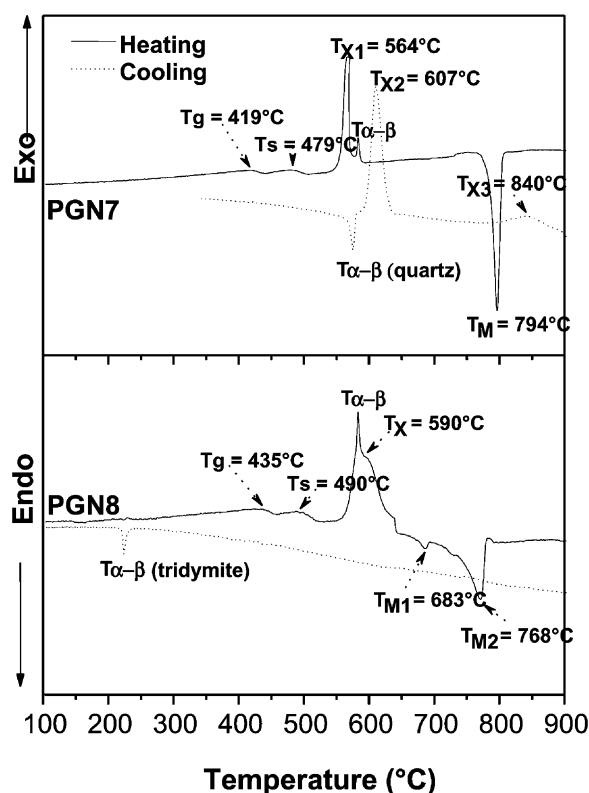 Heating
Cooling
TX1 = 564°C
TX2 = 607°C
Tg = 419°C
Ts = 479°C
Tα–β
Exo
TX3 = 840°C
PGN7
Tα–β (quartz)
TM = 794°C
Tα–β
TX = 590°C
Tg = 435°C
Ts = 490°C
Endo
PGN8
Tα–β (tridymite)
TM1 = 683°C
TM2 = 768°C
100 200 300 400 500 600 700 800 900
Temperature (°C)